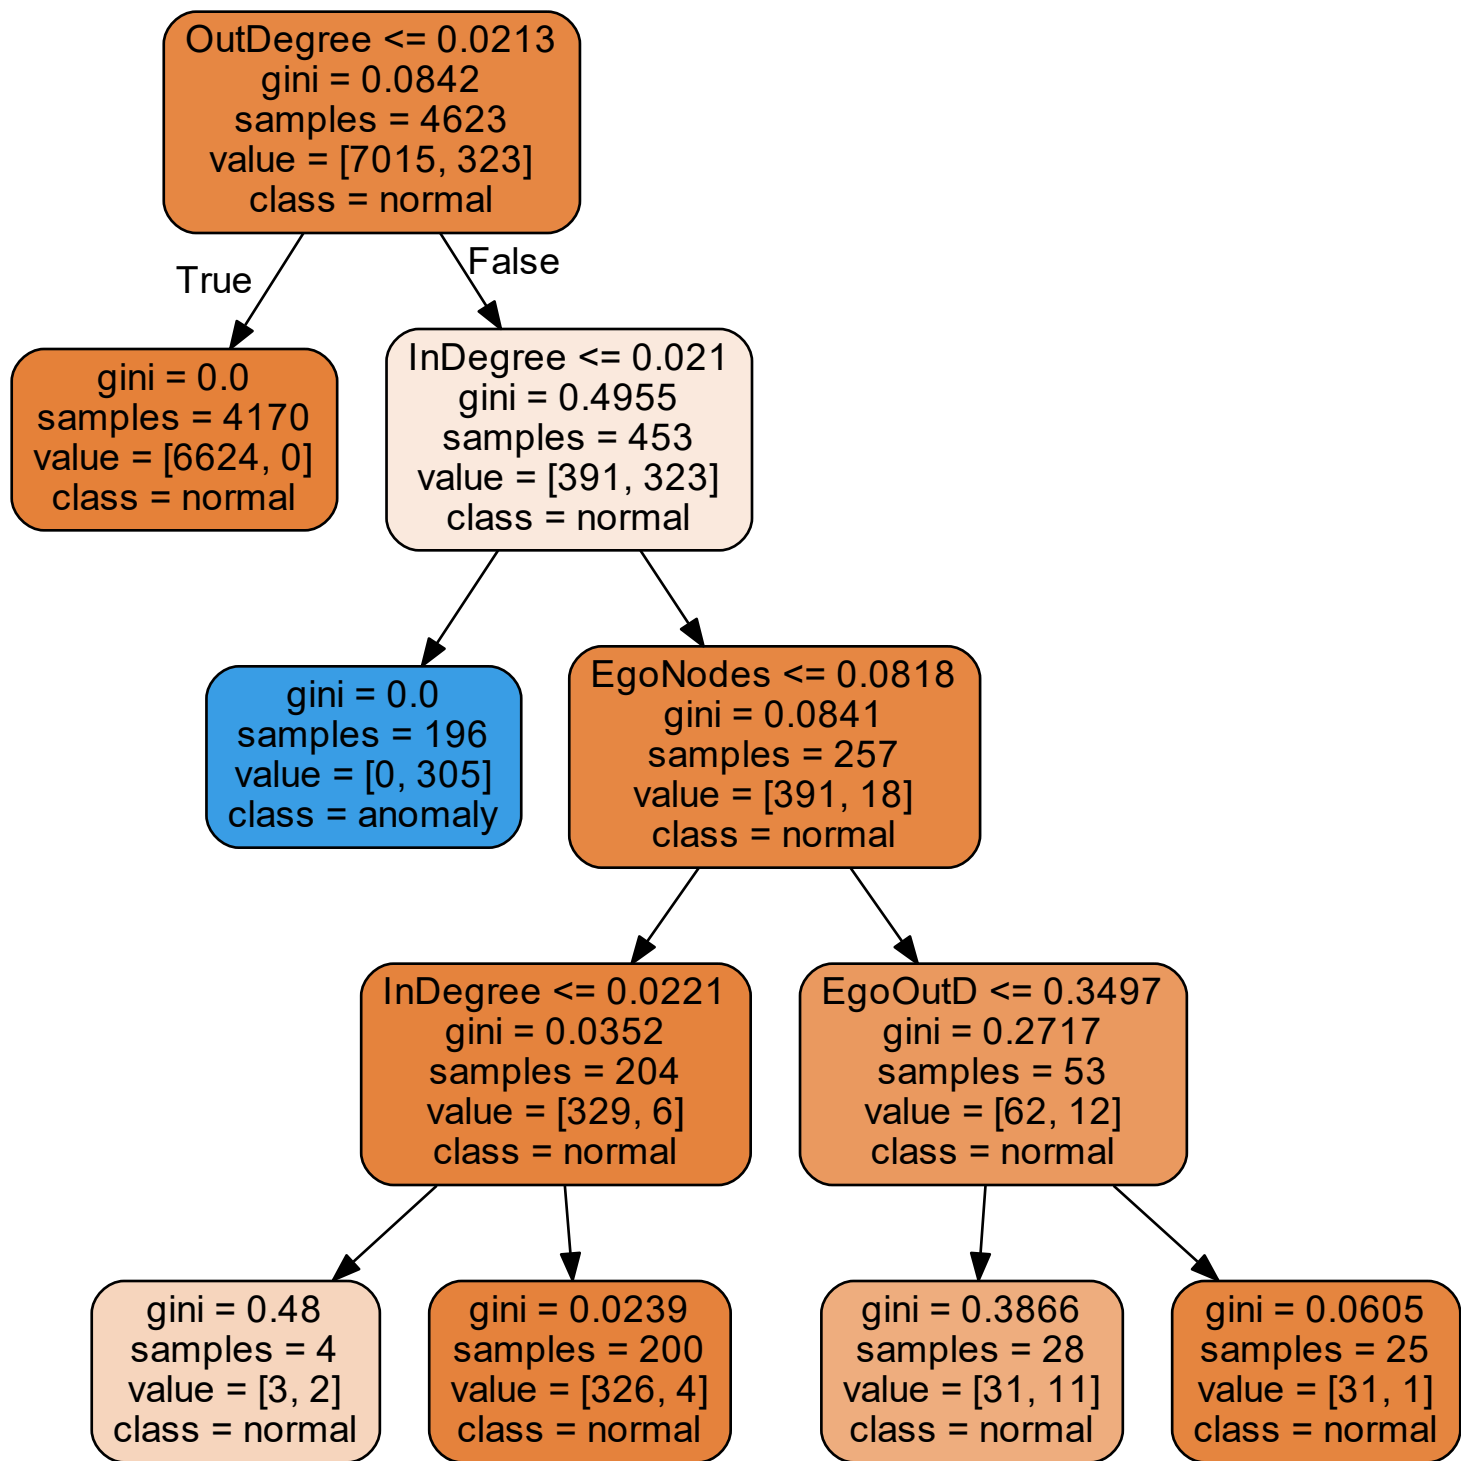 OutDegree <= 0.0213
gini = 0.0842
samples = 4623
value = [7015, 323]
class = normal
True
False
gini = 0.0
samples = 4170
value = [6624, 0]
class = normal
InDegree <= 0.021
gini = 0.4955
samples = 453
value = [391, 323]
class = normal
gini = 0.0
samples = 196
value = [0, 305]
class = anomaly
EgoNodes <= 0.0818
gini = 0.0841
samples = 257
value = [391, 18]
class = normal
InDegree <= 0.0221
gini = 0.0352
samples = 204
value = [329, 6]
class = normal
EgoOutD <= 0.3497
gini = 0.2717
samples = 53
value = [62, 12]
class = normal
gini = 0.48
samples = 4
value = [3, 2]
class = normal
gini = 0.0239
samples = 200
value = [326, 4]
class = normal
gini = 0.3866
samples = 28
value = [31, 11]
class = normal
gini = 0.0605
samples = 25
value = [31, 1]
class = normal